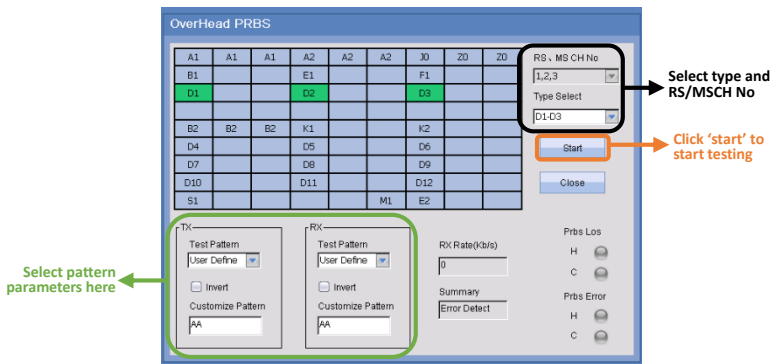 OverHead PRBS
A1 A1 A1 A2 A2 A2 J0 Z0 Z0
B1 E1 F1
D1 D2 D3
B2 B2 B2 K1 K2
D4 D5 D6
D7 D8 D9
D10 D11 D12
S1 M1 E2
RS、MS CH No
1,2,3
Type Select
D1-D3
Start
Close
Select type and
RS/MSCH No
Click ‘start’ to
start testing
TX
Test Pattern
User Define
Invert
Customize Pattern
AA
RX
Test Pattern
User Define
Invert
Customize Pattern
AA
RX Rate(Kb/s)
0
Summary
Error Detect
Prbs Los
H
C
Prbs Error
H
C
Select pattern
parameters here